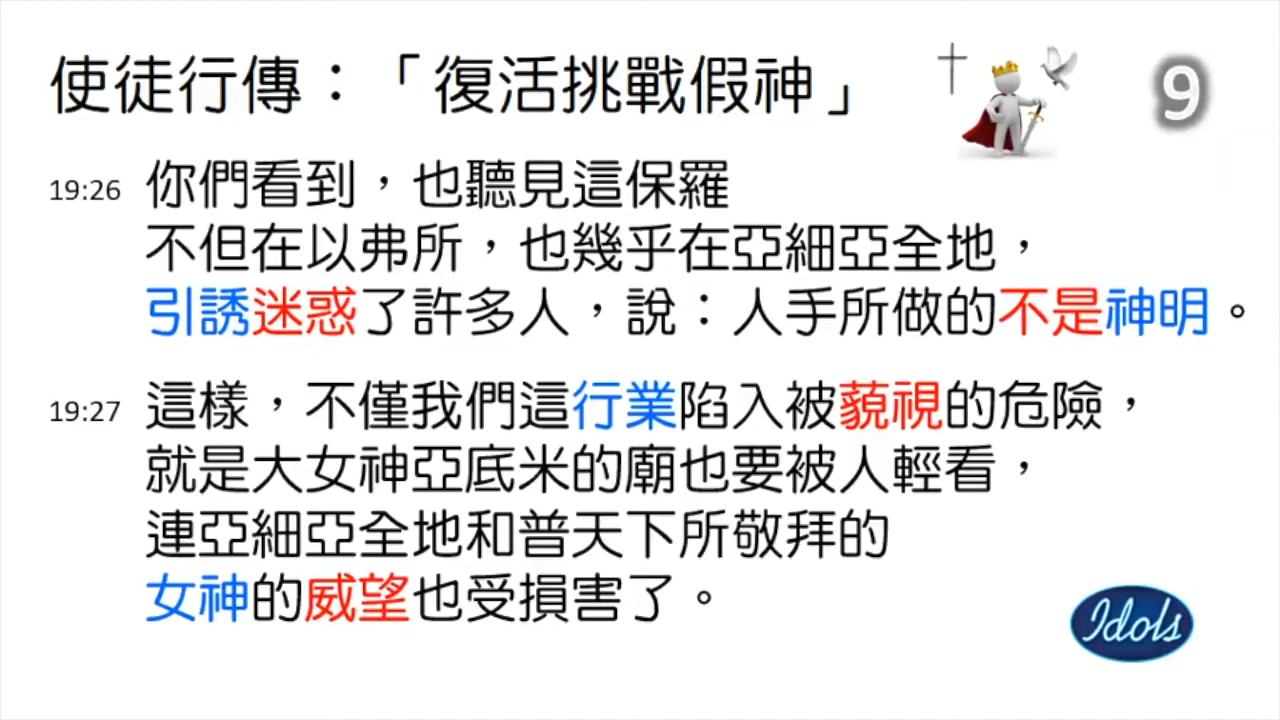 使徒行傳：「復活挑戰假神」
9
19:26 你們看到，也聽見這保羅
不但在以弗所，也幾乎在亞細亞全地，
引誘迷惑了許多人，說：人手所做的不是神明。
19:27 這樣，不僅我們這行業陷入被藐視的危險，
就是大女神亞底米的廟也要被人輕看，
連亞細亞全地和普天下所敬拜的
女神的威望也受損害了。
Idols